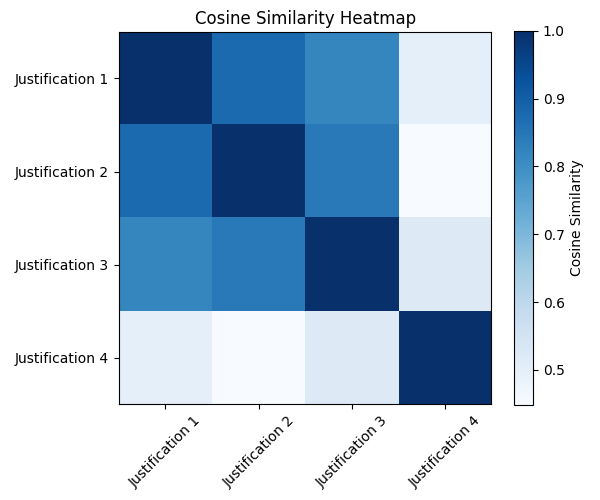 Cosine Similarity Heatmap
Justification 1
Justification 2
Justification 3
Justification 4
Justification 1
Justification 2
Justification 3
Justification 4
1.0
0.9
0.8
0.7
0.6
0.5
Cosine Similarity